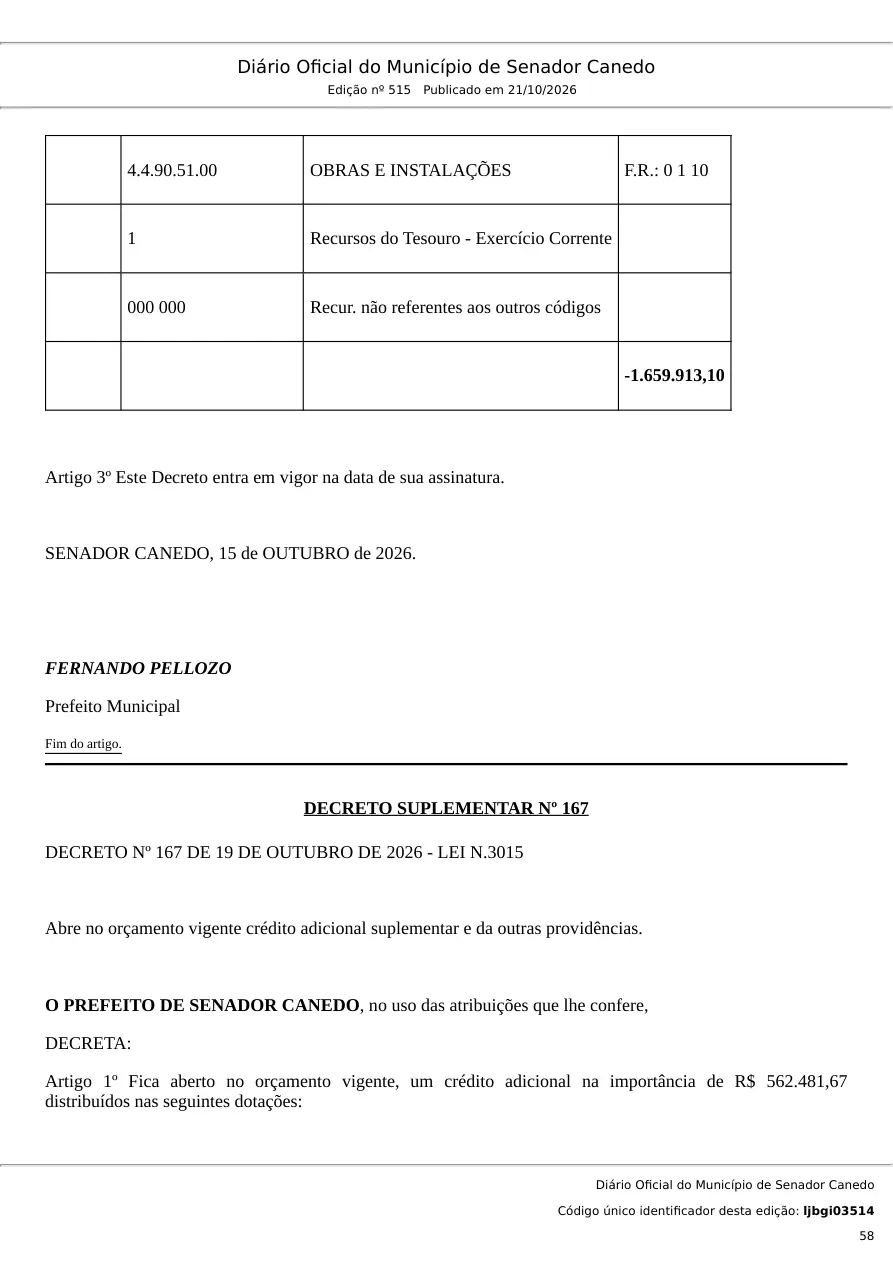 Diário Oficial do Município de Senador Canedo
Edição nº 515 Publicado em 21/10/2026
4.4.90.51.00 OBRAS E INSTALAÇÕES F.R.: 0 1 10
1 Recursos do Tesouro - Exercício Corrente
000 000 Recur. não referentes aos outros códigos
-1.659.913,10
Artigo 3º Este Decreto entra em vigor na data de sua assinatura.
SENADOR CANEDO, 15 de OUTUBRO de 2026.
FERNANDO PELLOZO
Prefeito Municipal
Fim do artigo.
DECRETO SUPLEMENTAR Nº 167
DECRETO Nº 167 DE 19 DE OUTUBRO DE 2026 - LEI N.3015
Abre no orçamento vigente crédito adicional suplementar e da outras providências.
O PREFEITO DE SENADOR CANEDO, no uso das atribuições que lhe confere,
DECRETA:
Artigo 1º Fica aberto no orçamento vigente, um crédito adicional na importância de R$ 562.481,67
distribuídos nas seguintes dotações:
Diário Oficial do Município de Senador Canedo
Código único identificador desta edição: ljbgi03514
58